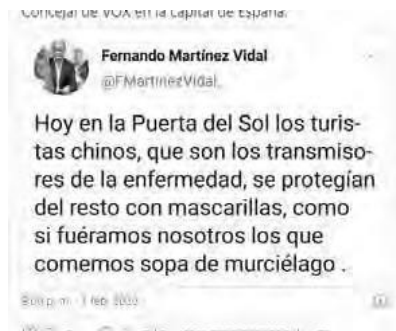 Concejal de VOX en la capital de España.
Fernando Martínez Vidal
@FMartinezVidal
Hoy en la Puerta del Sol los turis-
tas chinos, que son los transmiso-
res de la enfermedad, se protegían
del resto con mascarillas, como
si fuéramos nosotros los que
comemos sopa de murciélago .
feb. 2020